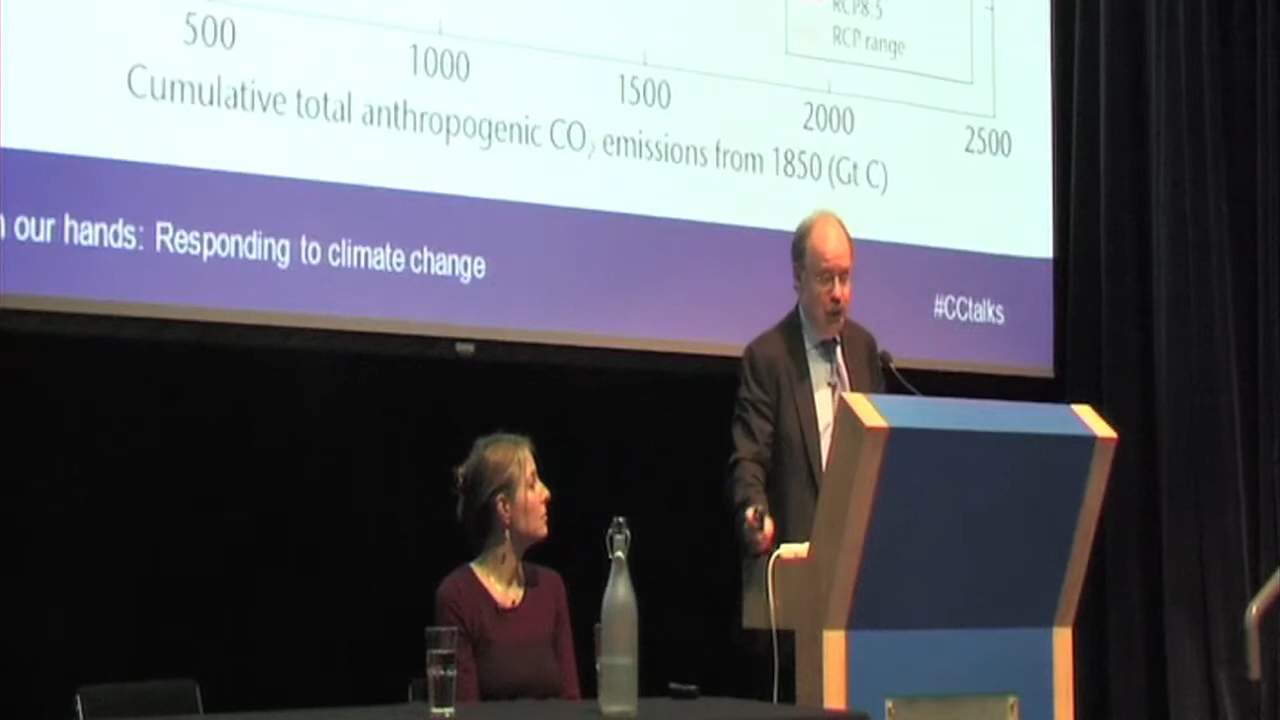 RCP8.5
RCP range
500
1000
1500
2000
2500
Cumulative total anthropogenic CO₂ emissions from 1850 (Gt C)
our hands: Responding to climate change
#CCtalks